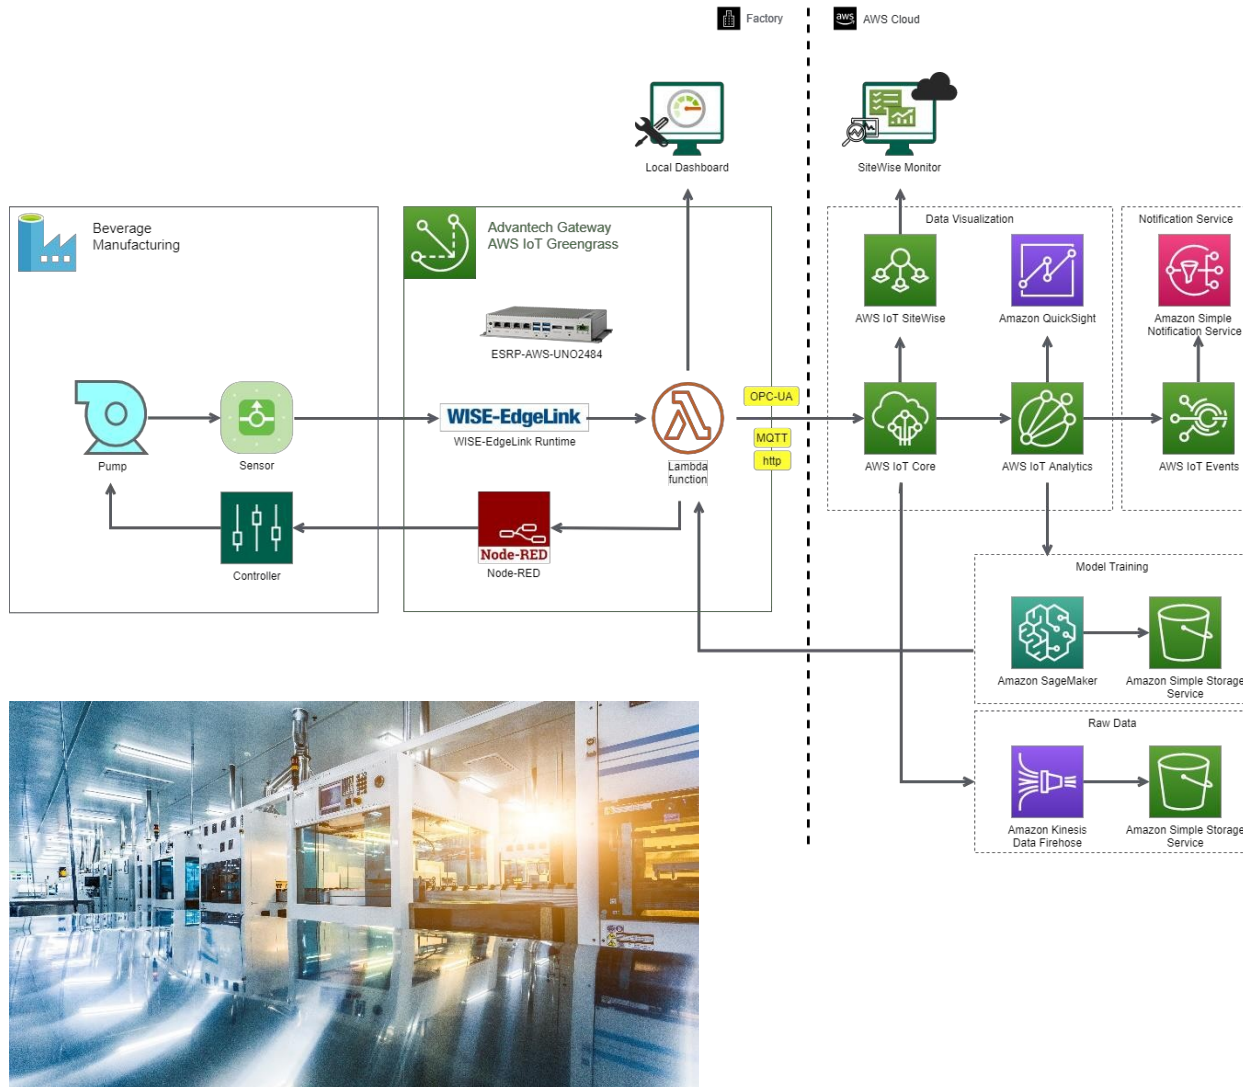 Factory
aws
AWS Cloud
Local Dashboard
SiteWise Monitor
Beverage
Manufacturing
Advantech Gateway
AWS IoT Greengrass
Data Visualization
Notification Service
ESRP-AWS-UNO2484
AWS IoT SiteWise
Amazon QuickSight
Amazon Simple
Notification Service
OPC-UA
WISE-EdgeLink
MQTT
http
Pump
Sensor
WISE-EdgeLink Runtime
Lambda
function
AWS IoT Core
AWS IoT Analytics
AWS IoT Events
Node-RED
Controller
Node-RED
Model Training
Amazon SageMaker
Amazon Simple Storage
Service
Raw Data
Amazon Kinesis
Data Firehose
Amazon Simple Storage
Service